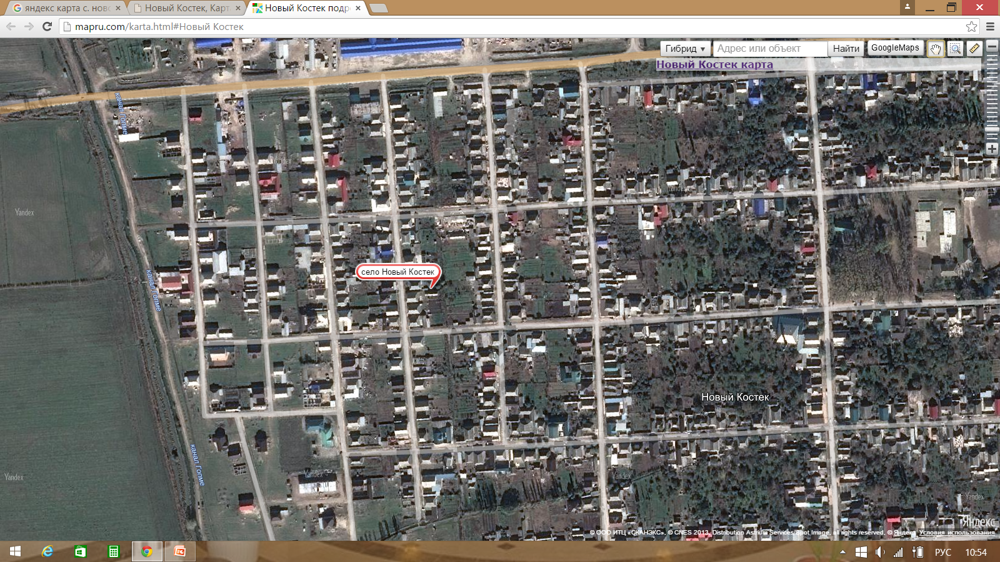 яндекс карта с. ново
Новый Костек, Карт
Новый Костек подр
mapru.com/karta.html#Новый Костек
Гибрид
Адрес или объект
Найти
GoogleMaps
Новый Костек карта
канал Гопме
Yandex
Yandex
Yandex
Yandex
село Новый Костек
канал Гопме
Новый Костек
канал Гопме
Yandex
Yandex
Yandex
Yandex
Яндекс
© ООО ИТЦ «СКАНЭКС», © CNES 2013, Distribution Astrium Services/Spot Image, all rights reserved, © Яндекс Условия использования
РУС
10:54